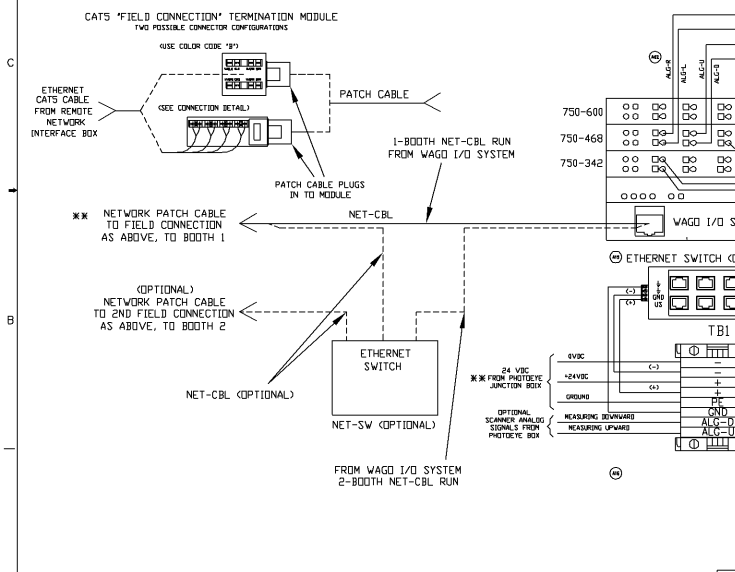 CAT5 "FIELD CONNECTION" TERMINATION MODULE
TWO POSSIBLE CONNECTOR CONFIGURATIONS
(USE COLOR CODE "B")
C
ETHERNET
CAT5 CABLE
FROM REMOTE
NETWORK
INTERFACE BOX
(SEE CONNECTION DETAIL)
PATCH CABLE
PATCH CABLE PLUGS
IN TO MODULE
1-BOOTH NET-CBL RUN
FROM WAGO I/O SYSTEM
ALG-R
ALG-L
ALG-U
ALG-D
750-600
750-468
750-342
** NETWORK PATCH CABLE
TO FIELD CONNECTION
AS ABOVE, TO BOOTH 1
NET-CBL
WAGO I/O S
ETHERNET SWITCH (O
(OPTIONAL)
NETWORK PATCH CABLE
TO 2ND FIELD CONNECTION
AS ABOVE, TO BOOTH 2
B
(-)
(+)
GND
TB1
ETHERNET
SWITCH
NET-CBL (OPTIONAL)
NET-SW (OPTIONAL)
24 VDC
** FROM PHOTOEYE
JUNCTION BOIX
0VDC
+24VDC
GROUND
(-)
(+)
-
-
+
+
PE
GND
ALG-D
ALG-U
OPTIONAL
SCANNER ANALOG
SIGNALS FROM
PHOTOEYE BOX
MEASURING DOWNWARD
MEASURING UPWARD
FROM WAGO I/O SYSTEM
2-BOOTH NET-CBL RUN